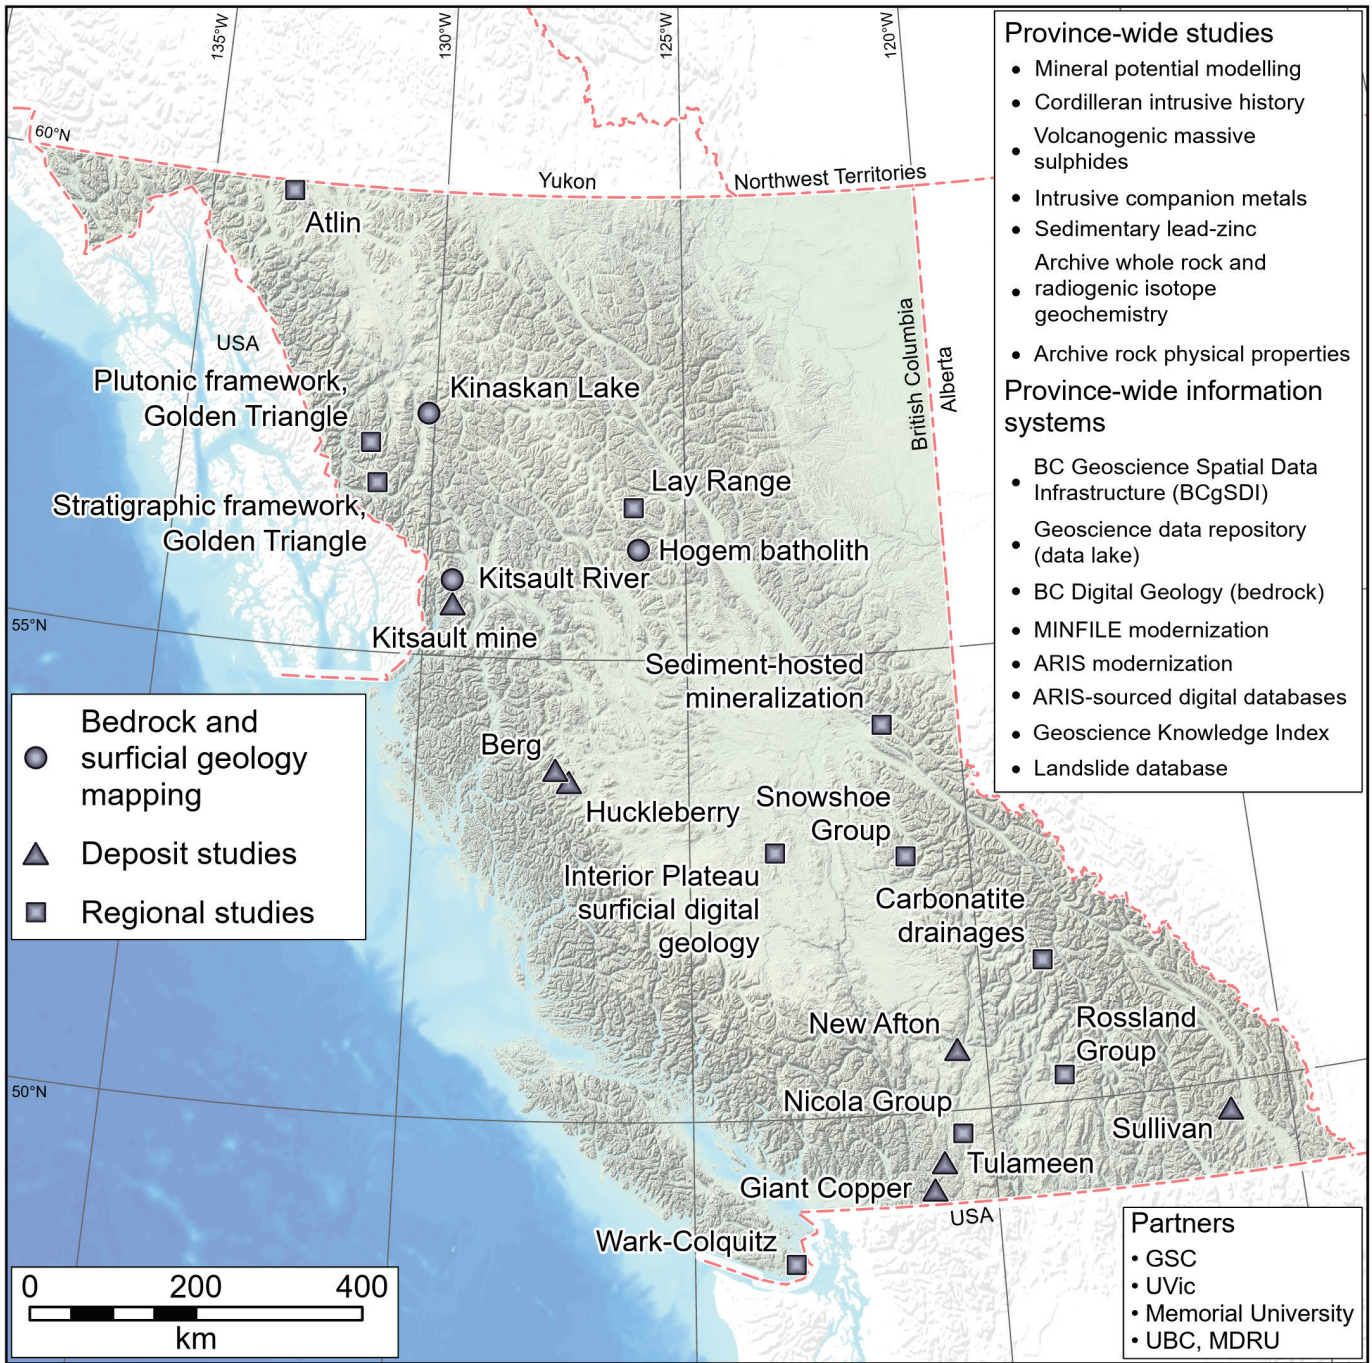 135°W
130°W
125°W
120°W
60°N
Yukon
Northwest Territories
Atlin
USA
British Columbia
Alberta
Plutonic framework,
Golden Triangle
Kinaskan Lake
Stratigraphic framework,
Golden Triangle
Lay Range
Hogem batholith
Kitsault River
Kitsault mine
55°N
Sediment-hosted
mineralization
Berg
Huckleberry
Snowshoe
Group
Interior Plateau
surficial digital
geology
Carbonatite
drainages
New Afton
Rossland
Group
50°N
Nicola Group
Sullivan
Tulameen
Giant Copper
USA
Wark-Colquitz
Province-wide studies
• Mineral potential modelling
• Cordilleran intrusive history
• Volcanogenic massive
sulphides
• Intrusive companion metals
• Sedimentary lead-zinc
• Archive whole rock and
radiogenic isotope
geochemistry
• Archive rock physical properties
Province-wide information
systems
• BC Geoscience Spatial Data
Infrastructure (BCgSDI)
• Geoscience data repository
(data lake)
• BC Digital Geology (bedrock)
• MINFILE modernization
• ARIS modernization
• ARIS-sourced digital databases
• Geoscience Knowledge Index
• Landslide database
Bedrock and
surficial geology
mapping
Deposit studies
Regional studies
0 200 400
km
Partners
• GSC
• UVic
• Memorial University
• UBC, MDRU